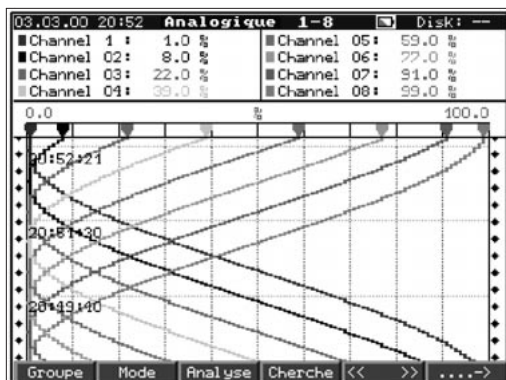 03.03.00 20:52 Analogique 1-8 Disk: --
Channel 1 : 1.0 %
Channel 02: 8.0 %
Channel 03: 22.0 %
Channel 04: 39.0 %
Channel 05: 59.0 %
Channel 06: 77.0 %
Channel 07: 91.0 %
Channel 08: 99.0 %
0.0 % 100.0
20:52:21
20:51:30
20:49:40
Groupe Mode Analyse Cherche << >> ....->